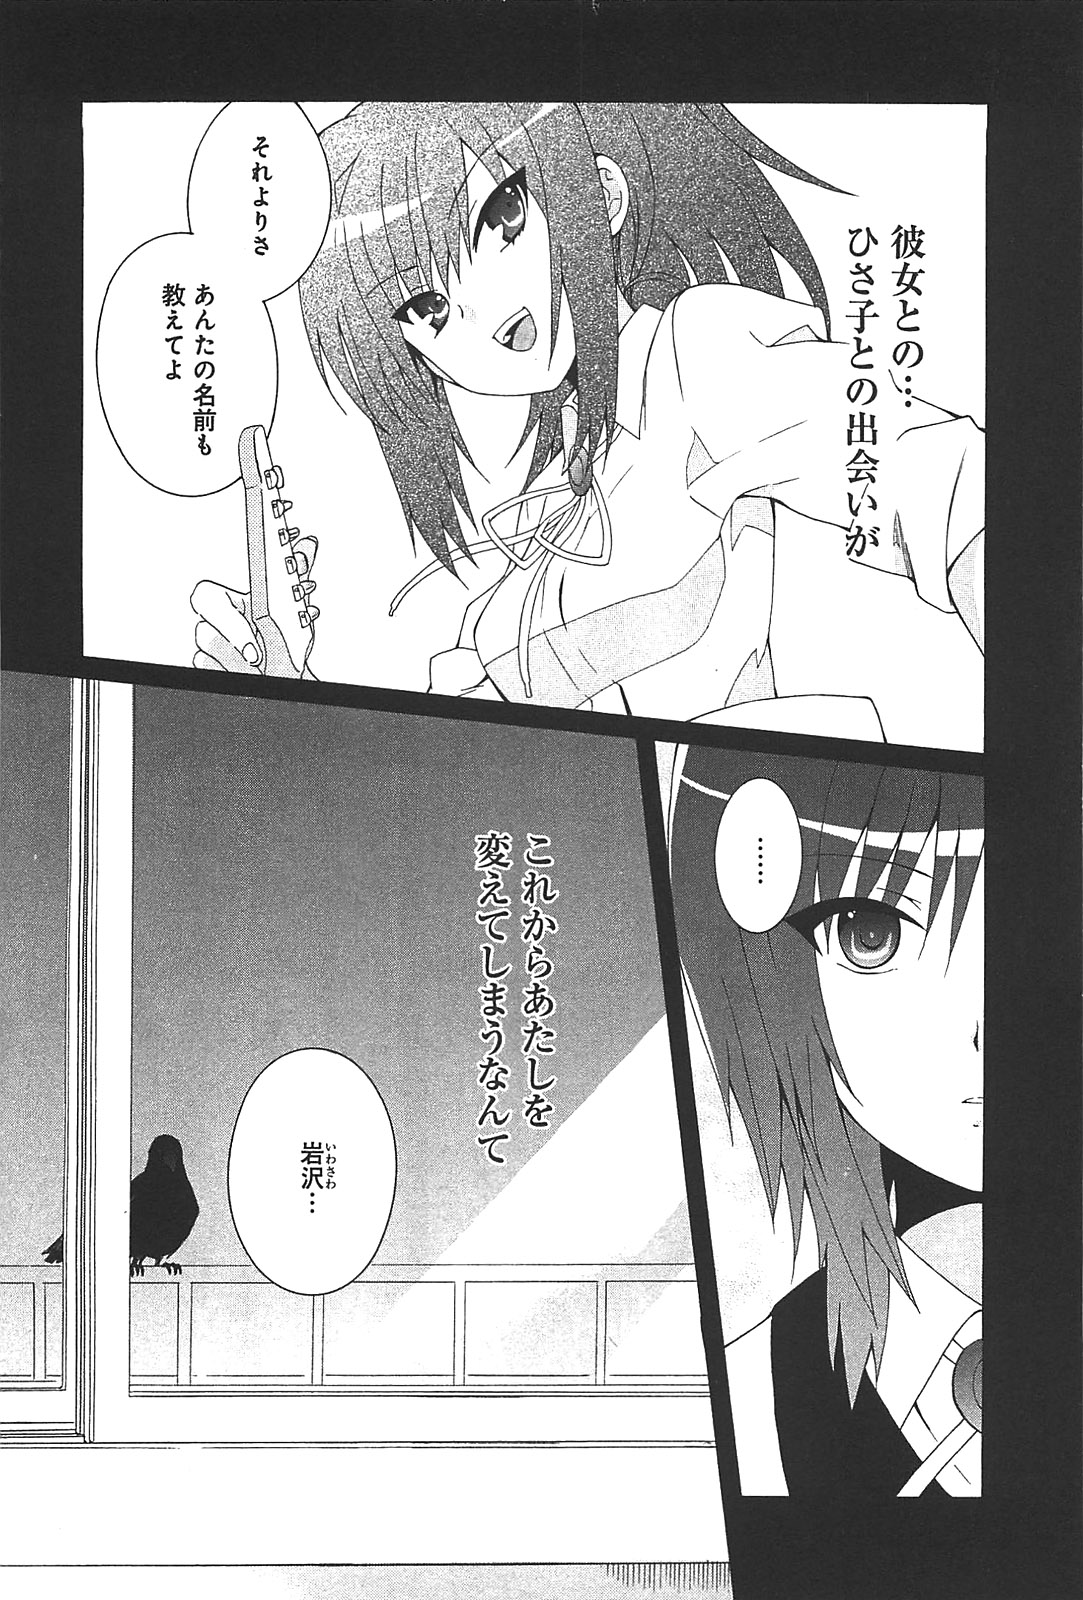 彼女との…
ひさ子との出会いが
それよりさ
あんたの名前も
教えてよ
……
これからあたしを
変えてしまうなんて
岩沢…
いわさわ